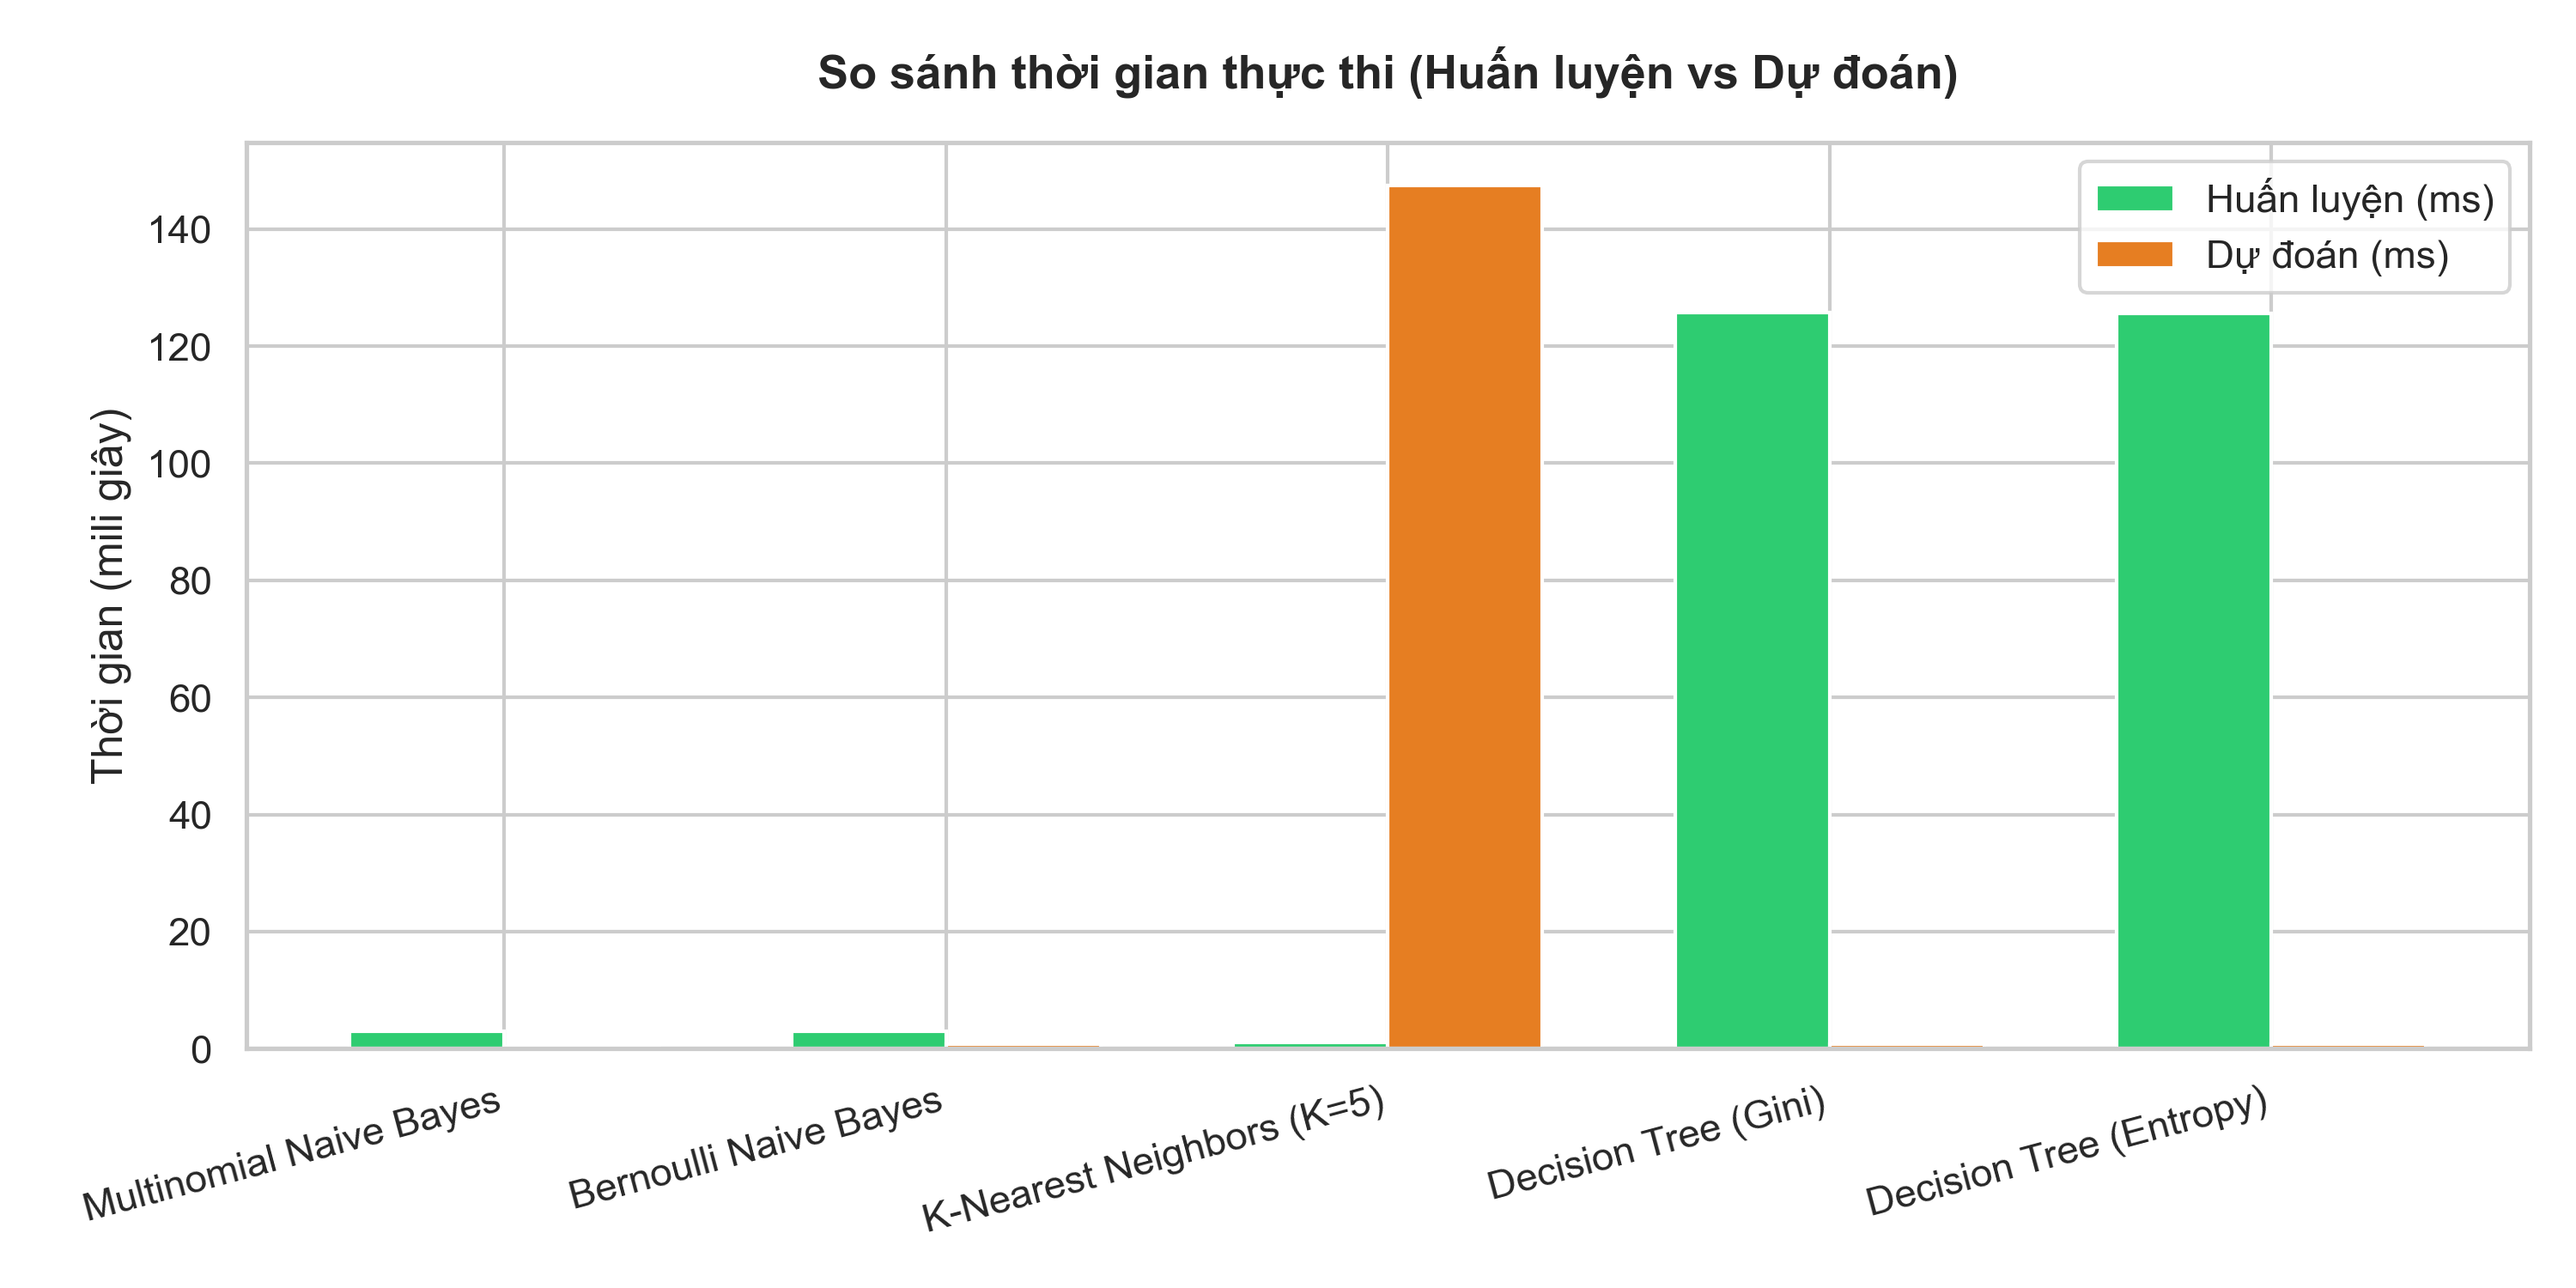 So sánh thời gian thực thi (Huấn luyện vs Dự đoán)
Huấn luyện (ms)
Dự đoán (ms)
Thời gian (mili giây)
140
120
100
80
60
40
20
0
Multinomial Naive Bayes
Bernoulli Naive Bayes
K-Nearest Neighbors (K=5)
Decision Tree (Gini)
Decision Tree (Entropy)